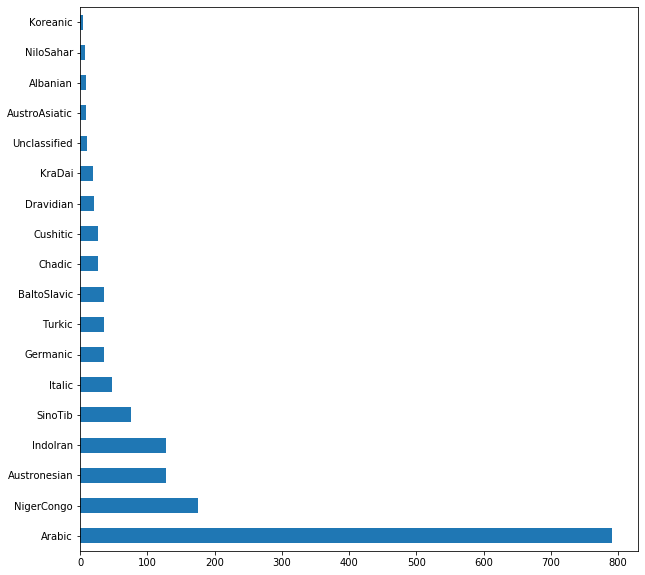 Koreanic
NiloSahar
Albanian
AustroAsiatic
Unclassified
KraDai
Dravidian
Cushitic
Chadic
BaltoSlavic
Turkic
Germanic
Italic
SinoTib
IndoIran
Austronesian
NigerCongo
Arabic
0 100 200 300 400 500 600 700 800